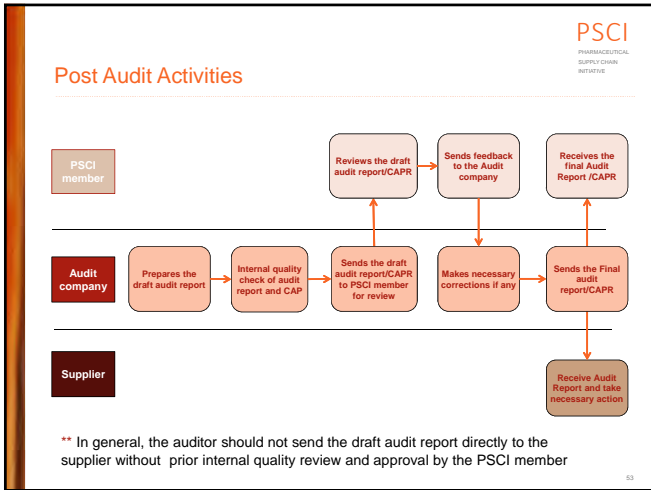 PSCI
PHARMACEUTICAL
SUPPLY CHAIN
INITIATIVE
Post Audit Activities
PSCI
member
Reviews the draft
audit report/CAPR
Sends feedback
to the Audit
company
Receives the
final Audit
Report /CAPR
Audit
company
Prepares the
draft audit report
Internal quality
check of audit
report and CAP
Sends the draft
audit report/CAPR
to PSCI member
for review
Makes necessary
corrections if any
Sends the Final
audit
report/CAPR
Supplier
Receive Audit
Report and take
necessary action
** In general, the auditor should not send the draft audit report directly to the
supplier without prior internal quality review and approval by the PSCI member
53